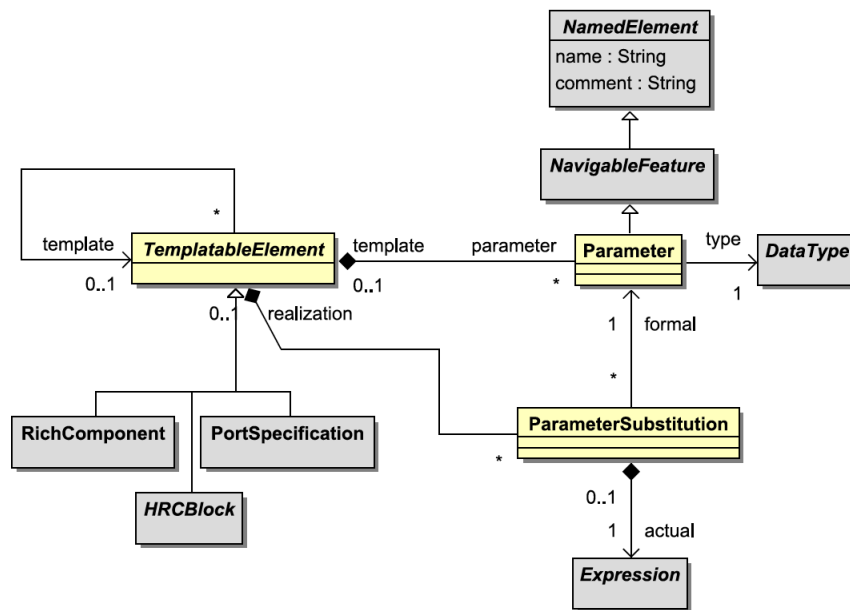 NamedElement
name : String
comment : String
NavigableFeature
*
template
0..1
TemplatableElement
template
0..1
parameter
*
Parameter
type
1
DataType
0..1
realization
1
formal
*
RichComponent
PortSpecification
HRCBlock
ParameterSubstitution
*
0..1
1
actual
Expression